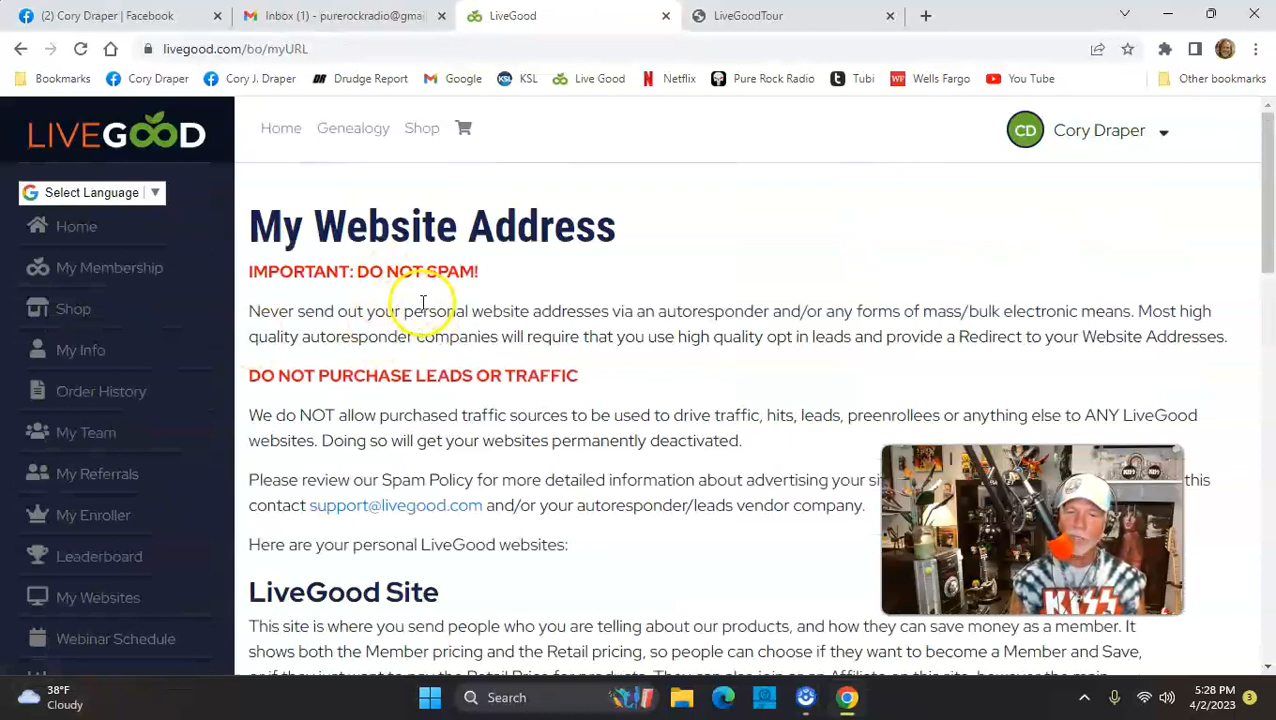 (2) Cory Draper | Facebook
Inbox (1) - purerockradio@gmai
LiveGood
LiveGoodTour
livegood.com/bo/myURL
Bookmarks Cory Draper Cory J. Draper Drudge Report Google KSL Live Good Netflix Pure Rock Radio Tubi Wells Fargo You Tube Other bookmarks
LIVEGOOD
Home Genealogy Shop
CD Cory Draper
Select Language
Home
My Membership
Shop
My Info
Order History
My Team
My Referrals
My Enroller
Leaderboard
My Websites
Webinar Schedule
My Website Address
IMPORTANT: DO NOT SPAM!
Never send out your personal website addresses via an autoresponder and/or any forms of mass/bulk electronic means. Most high
quality autoresponder companies will require that you use high quality opt in leads and provide a Redirect to your Website Addresses.
DO NOT PURCHASE LEADS OR TRAFFIC
We do NOT allow purchased traffic sources to be used to drive traffic, hits, leads, preenrollees or anything else to ANY LiveGood
websites. Doing so will get your websites permanently deactivated.
Please review our Spam Policy for more detailed information about advertising your si this
contact support@livegood.com and/or your autoresponder/leads vendor company.
Here are your personal LiveGood websites:
LiveGood Site
This site is where you send people who you are telling about our products, and how they can save money as a member. It
shows both the Member pricing and the Retail pricing, so people can choose if they want to become a Member and Save,
KISS
38°F
Cloudy
Search
5:28 PM
4/2/2023
3